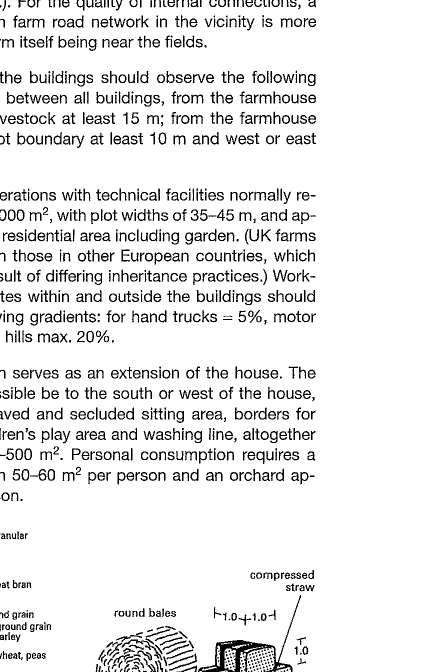 .). For the quality of internal connections, a
n farm road network in the vicinity is more
rm itself being near the fields.
the buildings should observe the following
between all buildings, from the farmhouse
vestock at least 15 m; from the farmhouse
ot boundary at least 10 m and west or east
erations with technical facilities normally re-
000 m², with plot widths of 35–45 m, and ap-
residential area including garden. (UK farms
n those in other European countries, which
sult of differing inheritance practices.) Work-
tes within and outside the buildings should
ving gradients: for hand trucks = 5%, motor
hills max. 20%.
n serves as an extension of the house. The
ssible be to the south or west of the house,
aved and secluded sitting area, borders for
dren's play area and washing line, altogether
–500 m². Personal consumption requires a
n 50–60 m² per person and an orchard ap-
son.
anular
eat bran
nd grain
ground grain
arley
wheat, peas
round bales
compressed
straw
1.0 1.0
1.0